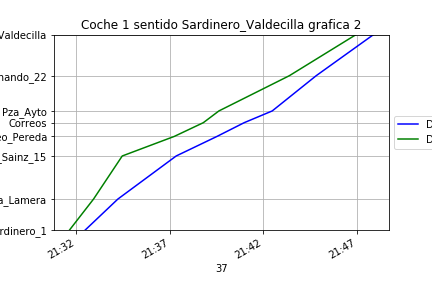 Coche 1 sentido Sardinero_Valdecilla grafica 2
Valdecilla
nando_22
Pza_Ayto
Correos
eo_Pereda
_Sainz_15
a_Lamera
rdinero_1
21:32
21:37
21:42
21:47
37
D
D